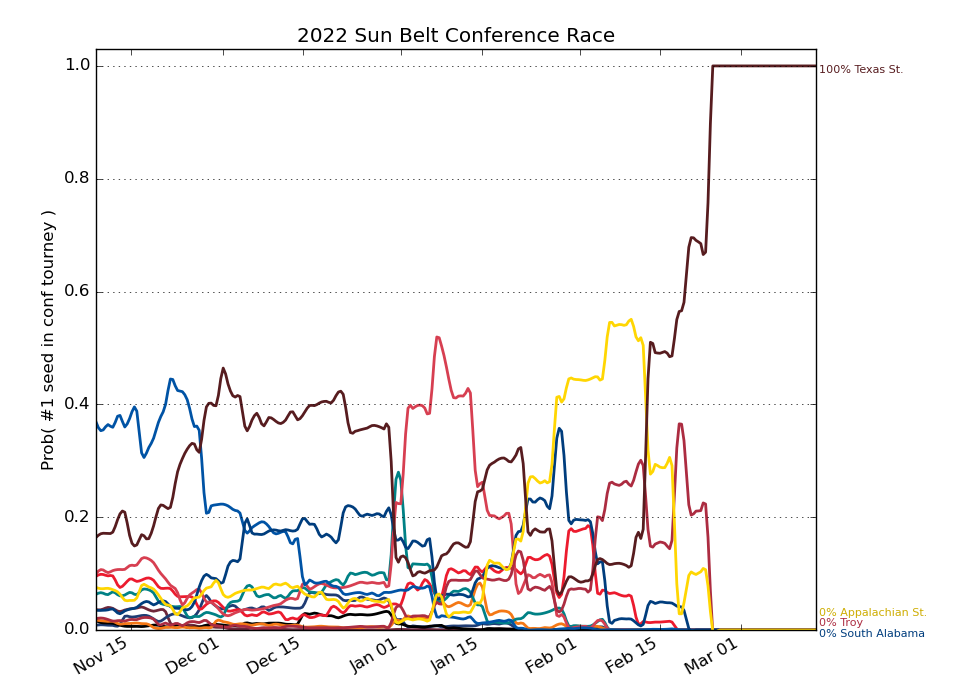 2022 Sun Belt Conference Race
Prob( #1 seed in conf tourney )
1.0
0.8
0.6
0.4
0.2
0.0
100% Texas St.
0% Appalachian St.
0% Troy
0% South Alabama
Nov 15
Dec 01
Dec 15
Jan 01
Jan 15
Feb 01
Feb 15
Mar 01